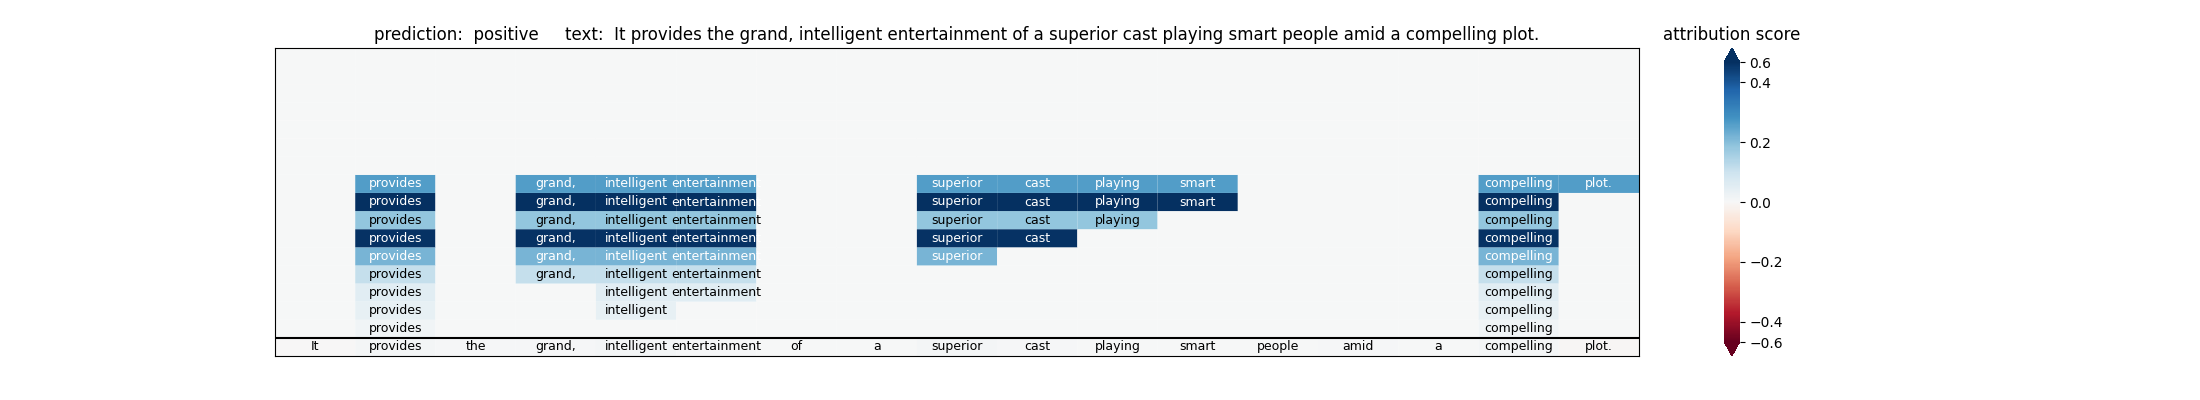 prediction: positive text: It provides the grand, intelligent entertainment of a superior cast playing smart people amid a compelling plot.
attribution score
0.6
0.4
0.2
0.0
−0.2
−0.4
−0.6
provides grand, intelligent entertainmen superior cast playing smart compelling plot.
provides grand, intelligent entertainmen superior cast playing smart compelling
provides grand, intelligent entertainment superior cast playing compelling
provides grand, intelligent entertainmen superior cast compelling
provides grand, intelligent entertainmen superior compelling
provides grand, intelligent entertainment compelling
provides intelligent entertainment compelling
provides intelligent compelling
provides compelling
It provides the grand, intelligent entertainment of a superior cast playing smart people amid a compelling plot.